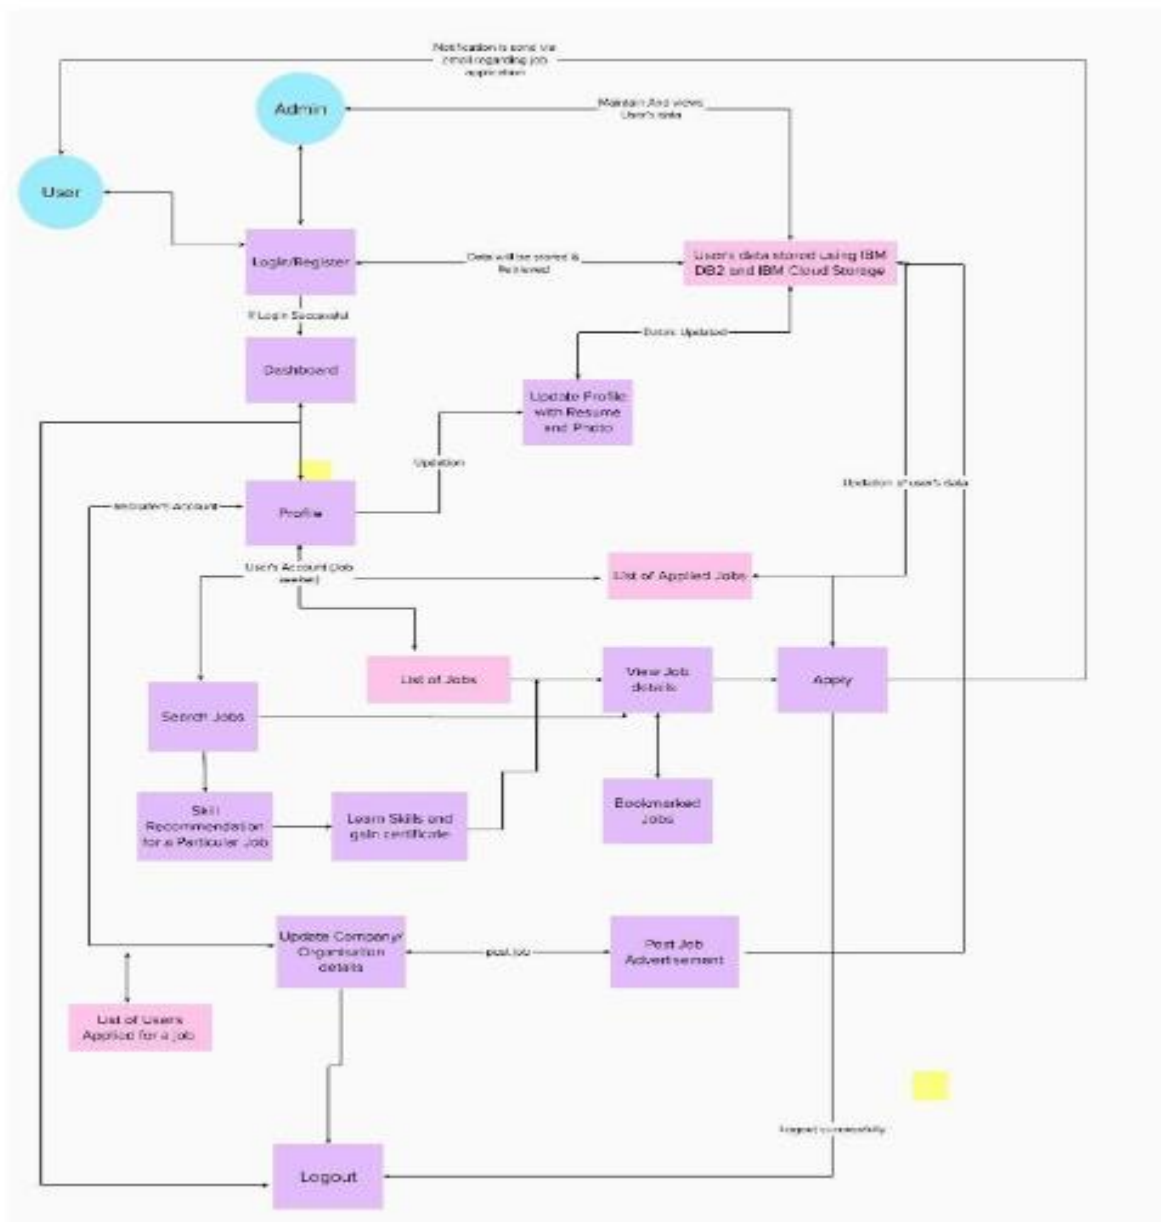 Notification is send via
email regarding job
application
Admin
Maintain And views
User's data
User
Login/Register
Data will be stored &
Retrieved
User's data stored using IBM
DB2 and IBM Cloud Storage
If Login Successful
Dashboard
Data's Updated
Update Profile
with Resume
and Photo
Updation
Updation of user's data
Recruiter's Account
Profile
User's Account (Job
seeker)
List of Applied Jobs
List of Jobs
View Job
details
Apply
Search Jobs
Skill
Recommendation
for a Particular Job
Learn Skills and
gain certificate
Bookmarked
Jobs
Update Company/
Organisation
details
post job
Post Job
Advertisement
List of Users
Applied for a job
Logout successfully
Logout